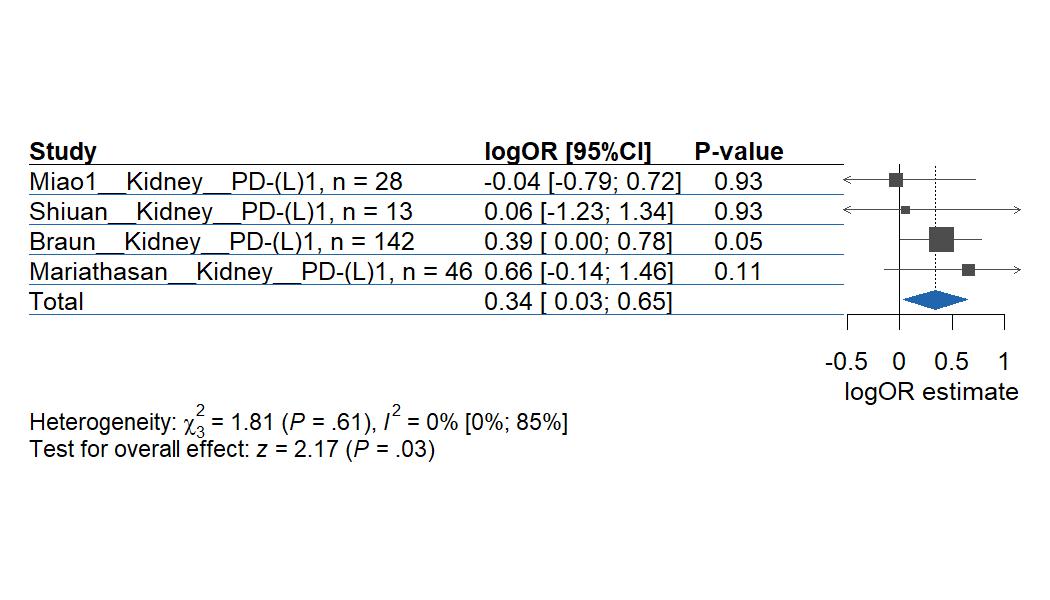 Study logOR [95%CI] P-value
Miao1__Kidney__PD-(L)1, n = 28 -0.04 [-0.79; 0.72] 0.93
Shiuan__Kidney__PD-(L)1, n = 13 0.06 [-1.23; 1.34] 0.93
Braun__Kidney__PD-(L)1, n = 142 0.39 [ 0.00; 0.78] 0.05
Mariathasan__Kidney__PD-(L)1, n = 46 0.66 [-0.14; 1.46] 0.11
Total 0.34 [ 0.03; 0.65]
-0.5 0 0.5 1
logOR estimate
Heterogeneity: χ²₃ = 1.81 (P = .61), I² = 0% [0%; 85%]
Test for overall effect: z = 2.17 (P = .03)